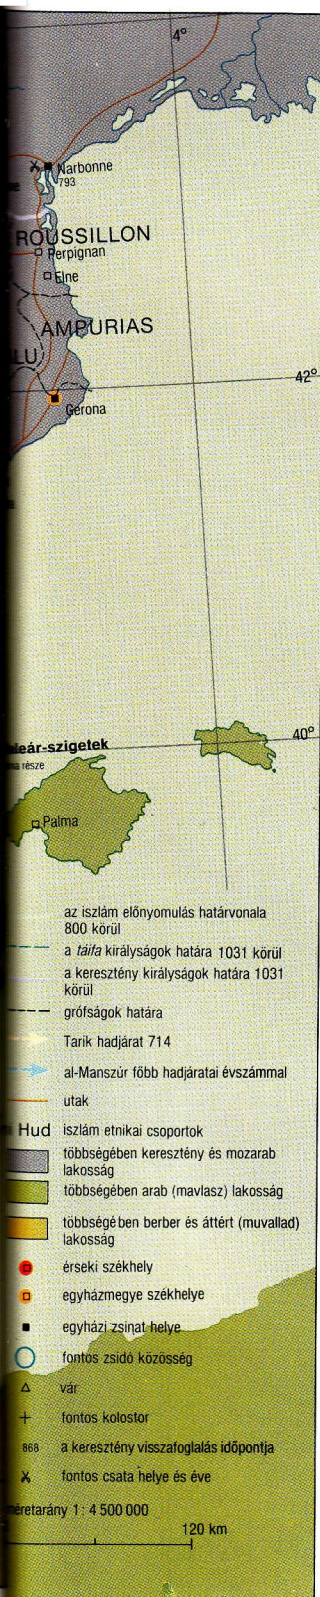 4°
Narbonne
793
ROUSSILLON
Perpignan
Elne
AMPURIAS
LU
42°
Gerona
eleár-szigetek
40°
ma része
Palma
az iszlám előnyomulás határvonala
800 körül
a táifa királyságok határa 1031 körül
a keresztény királyságok határa 1031
körül
grófságok határa
Tarik hadjárat 714
al-Manszúr főbb hadjáratai évszámmal
utak
Hud iszlám etnikai csoportok
többségében keresztény és mozarab
lakosság
többségében arab (mavlasz) lakosság
többségében berber és áttért (muvallad)
lakosság
érseki székhely
egyházmegye székhelye
egyházi zsinat helye
fontos zsidó közösség
vár
fontos kolostor
868 a keresztény visszafoglalás időpontja
fontos csata helye és éve
méretarány 1: 4 500 000
120 km